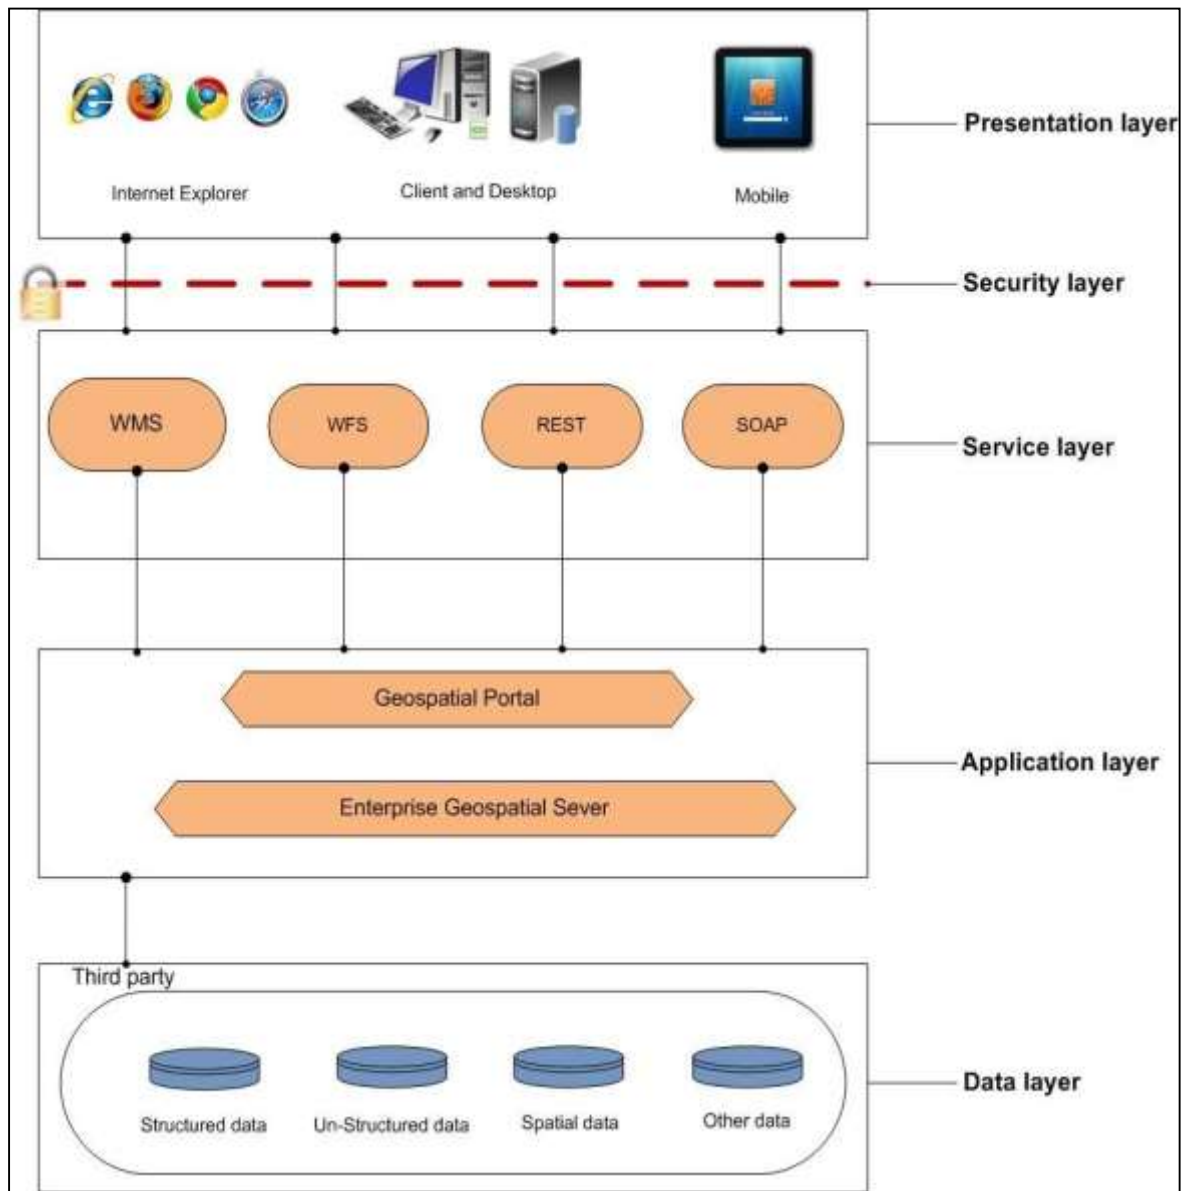 Internet Explorer
Client and Desktop
Mobile
Presentation layer
Security layer
WMS
WFS
REST
SOAP
Service layer
Geospatial Portal
Enterprise Geospatial Sever
Application layer
Third party
Structured data
Un-Structured data
Spatial data
Other data
Data layer